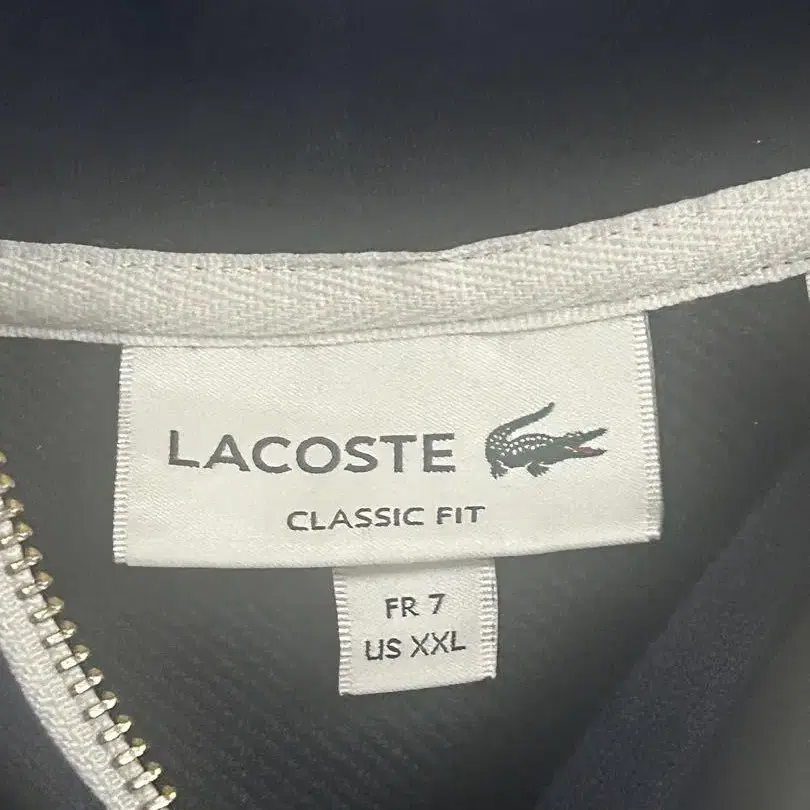 LACOSTE
CLASSIC FIT
FR 7
US XXL